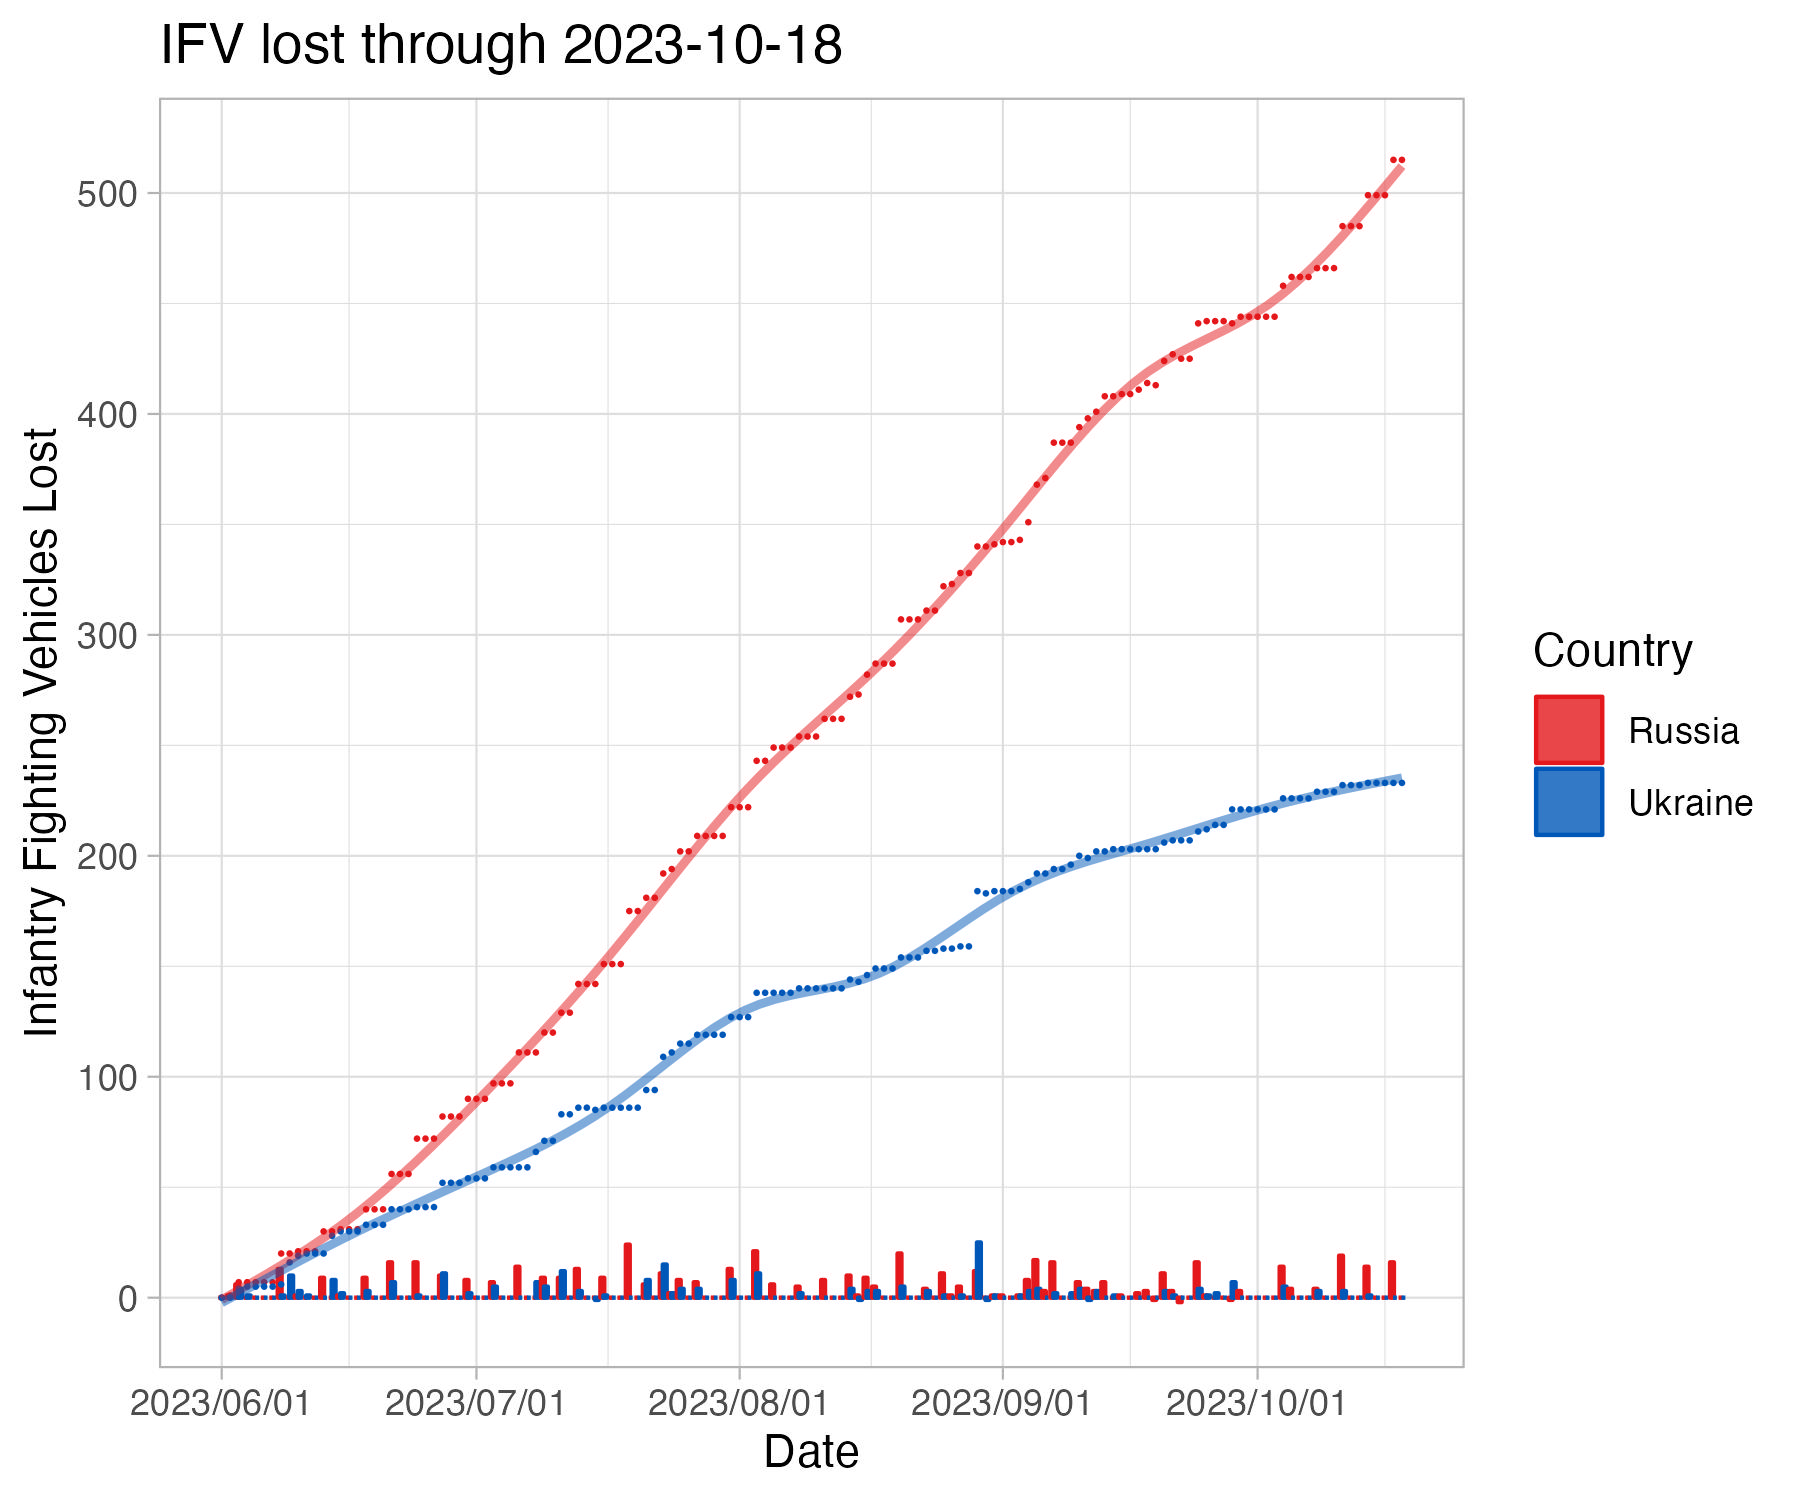 IFV lost through 2023-10-18
Infantry Fighting Vehicles Lost
500
400
300
200
100
0
2023/06/01 2023/07/01 2023/08/01 2023/09/01 2023/10/01
Date
Country
Russia
Ukraine